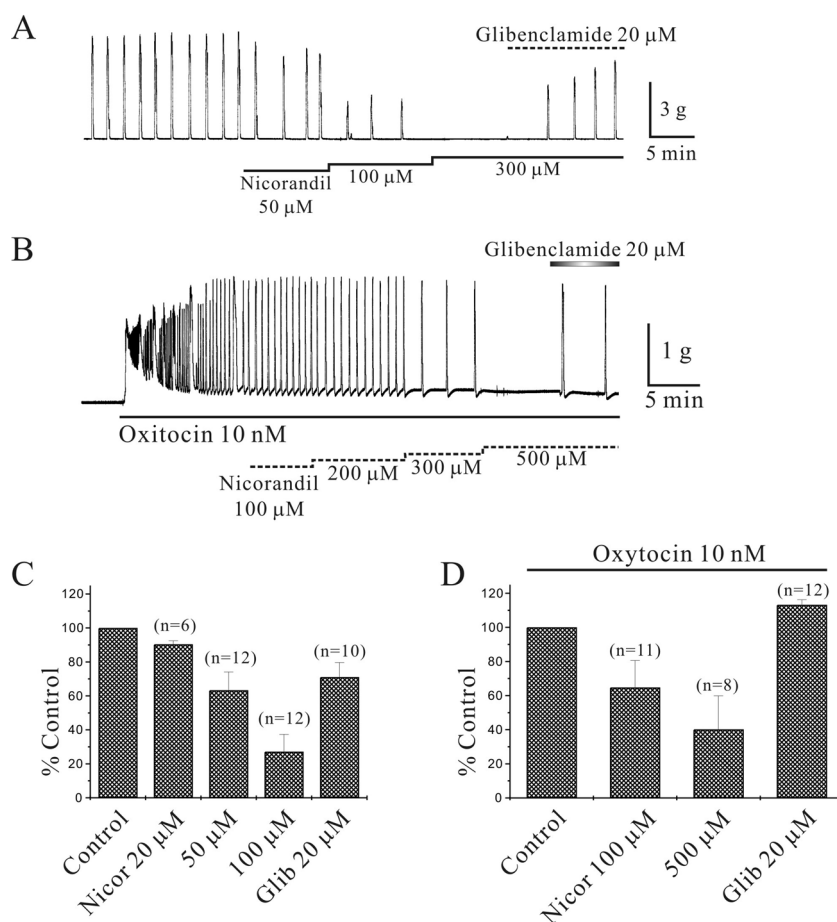 A
Glibenclamide 20 μM
3 g
5 min
Nicorandil
50 μM
100 μM
300 μM
B
Glibenclamide 20 μM
1 g
5 min
Oxitocin 10 nM
Nicorandil
100 μM
200 μM
300 μM
500 μM
C
% Control
120
100
80
60
40
20
0
(n=6)
(n=12)
(n=12)
(n=10)
Control
Nicor 20 μM
50 μM
100 μM
Glib 20 μM
D
Oxytocin 10 nM
% Control
120
100
80
60
40
20
0
(n=11)
(n=8)
(n=12)
Control
Nicor 100 μM
500 μM
Glib 20 μM